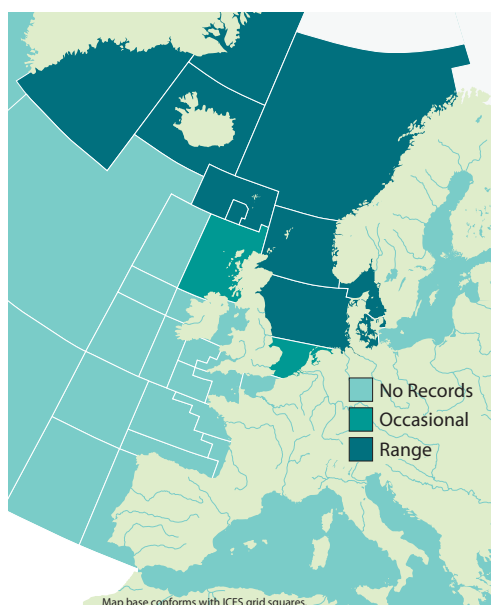 No Records
Occasional
Range
Map base conforms with ICES grid squares